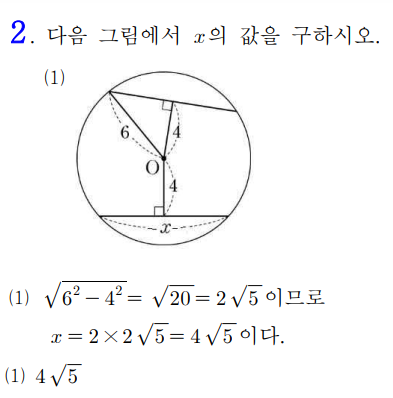 2. 다음 그림에서 x의 값을 구하시오.
(1)
6
4
O
4
x
(1) √(6² − 4²) = √20 = 2√5 이므로
x = 2×2√5 = 4√5 이다.
(1) 4√5